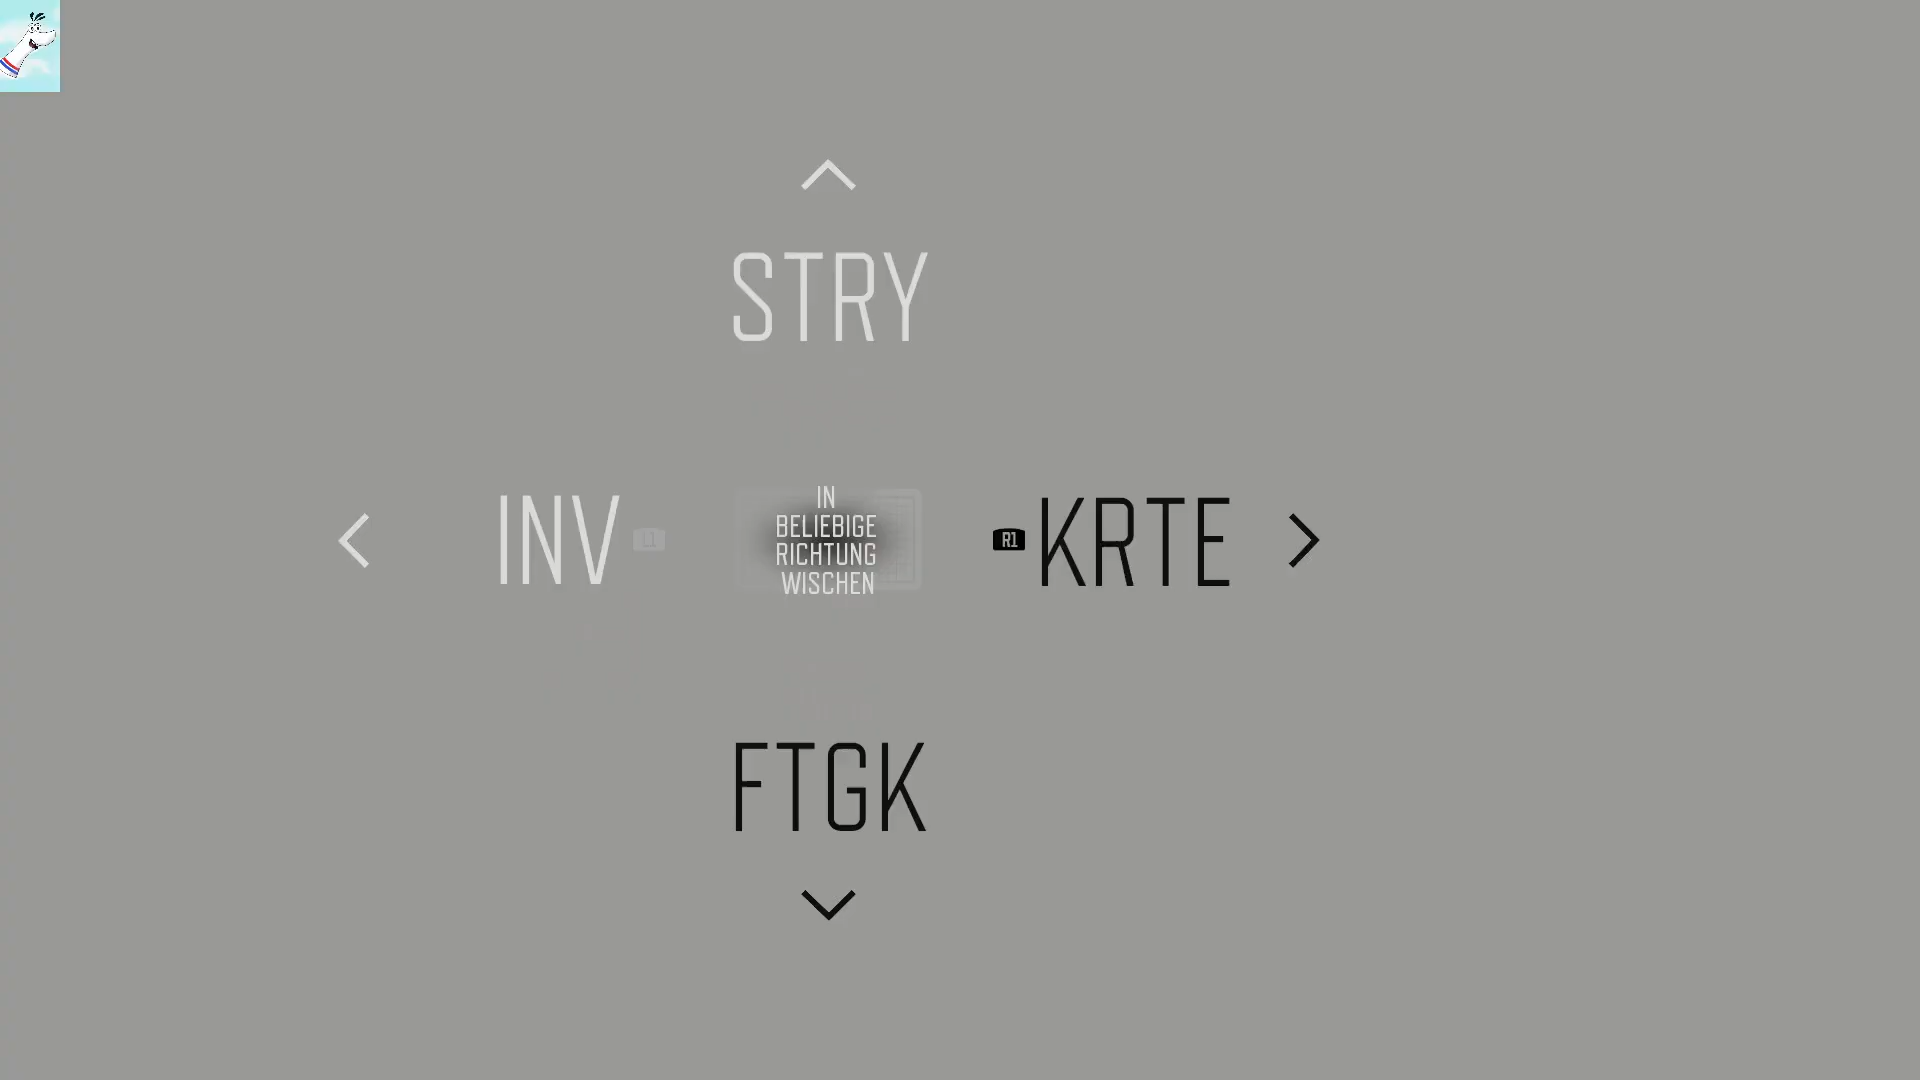 STRY
INV L1
IN
BELIEBIGE
RICHTUNG
WISCHEN
R1 KRTE
FTGK